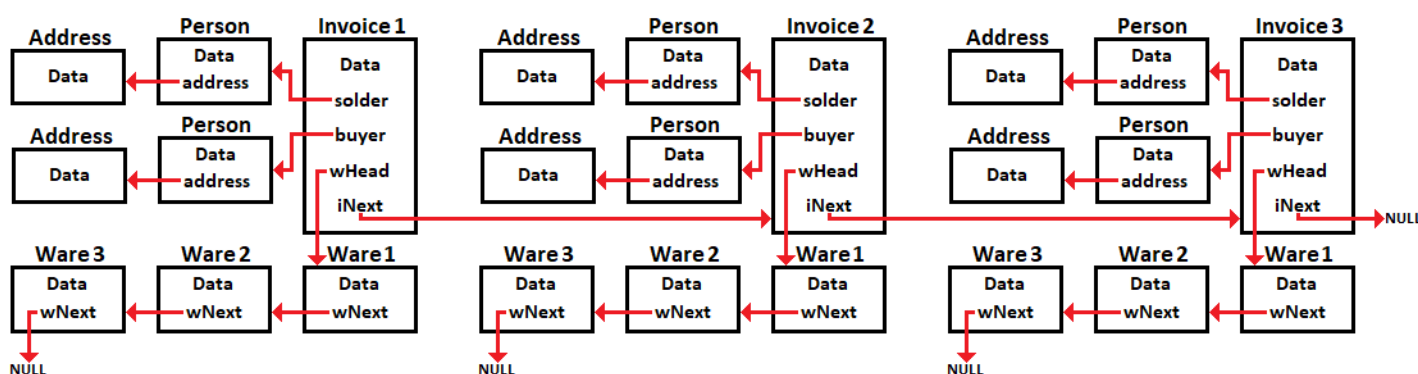 Address Person Invoice 1 Address Person Invoice 2 Address Person Invoice 3
Data Data address Data solder
Data Data address Data solder
Data Data address Data solder
Address Person buyer
Address Person buyer
Address Person buyer
Data Data address wHead
Data Data address wHead
Data Data address wHead
iNext iNext iNext NULL
Ware 3 Ware 2 Ware 1 Ware 3 Ware 2 Ware 1 Ware 3 Ware 2 Ware 1
Data Data Data Data Data Data Data Data Data
wNext wNext wNext wNext wNext wNext wNext wNext wNext
NULL NULL NULL